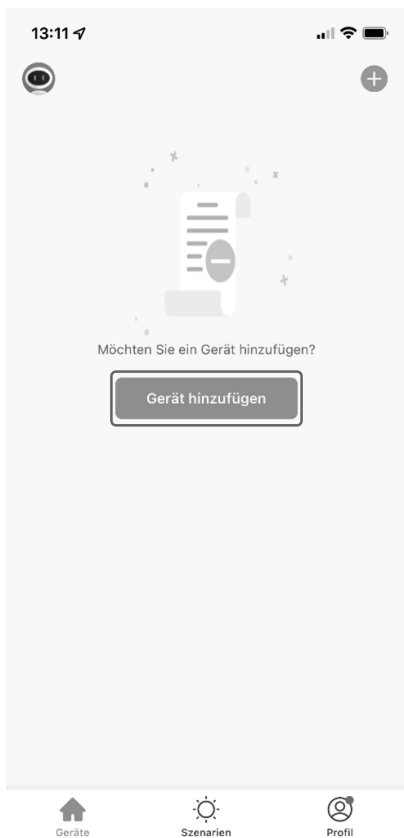 13:11
Möchten Sie ein Gerät hinzufügen?
Gerät hinzufügen
Geräte
Szenarien
Profil